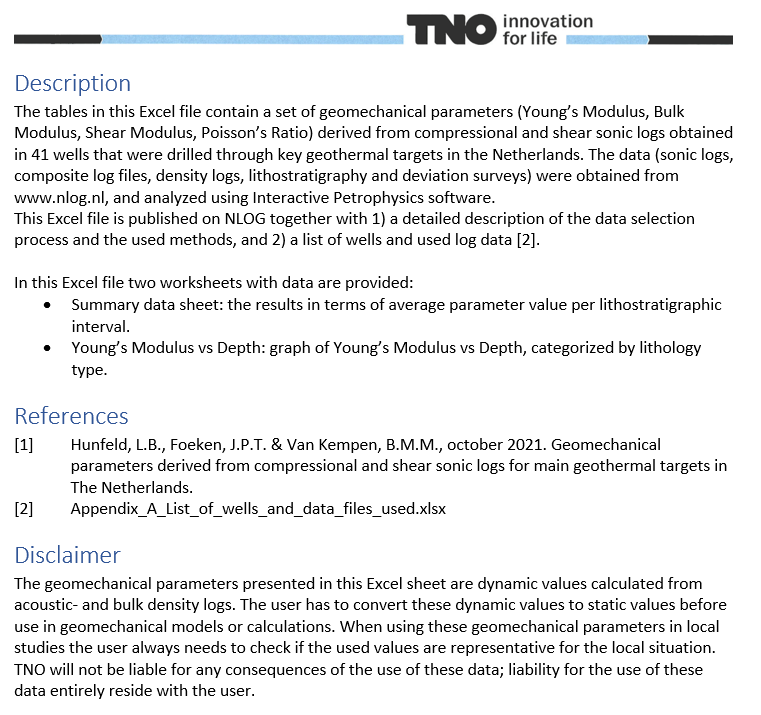 TNO innovation
for life
Description
The tables in this Excel file contain a set of geomechanical parameters (Young's Modulus, Bulk
Modulus, Shear Modulus, Poisson's Ratio) derived from compressional and shear sonic logs obtained
in 41 wells that were drilled through key geothermal targets in the Netherlands. The data (sonic logs,
composite log files, density logs, lithostratigraphy and deviation surveys) were obtained from
www.nlog.nl, and analyzed using Interactive Petrophysics software.
This Excel file is published on NLOG together with 1) a detailed description of the data selection
process and the used methods, and 2) a list of wells and used log data [2].
In this Excel file two worksheets with data are provided:
• Summary data sheet: the results in terms of average parameter value per lithostratigraphic
interval.
• Young's Modulus vs Depth: graph of Young's Modulus vs Depth, categorized by lithology
type.
References
[1] Hunfeld, L.B., Foeken, J.P.T. & Van Kempen, B.M.M., october 2021. Geomechanical
parameters derived from compressional and shear sonic logs for main geothermal targets in
The Netherlands.
[2] Appendix_A_List_of_wells_and_data_files_used.xlsx
Disclaimer
The geomechanical parameters presented in this Excel sheet are dynamic values calculated from
acoustic- and bulk density logs. The user has to convert these dynamic values to static values before
use in geomechanical models or calculations. When using these geomechanical parameters in local
studies the user always needs to check if the used values are representative for the local situation.
TNO will not be liable for any consequences of the use of these data; liability for the use of these
data entirely reside with the user.